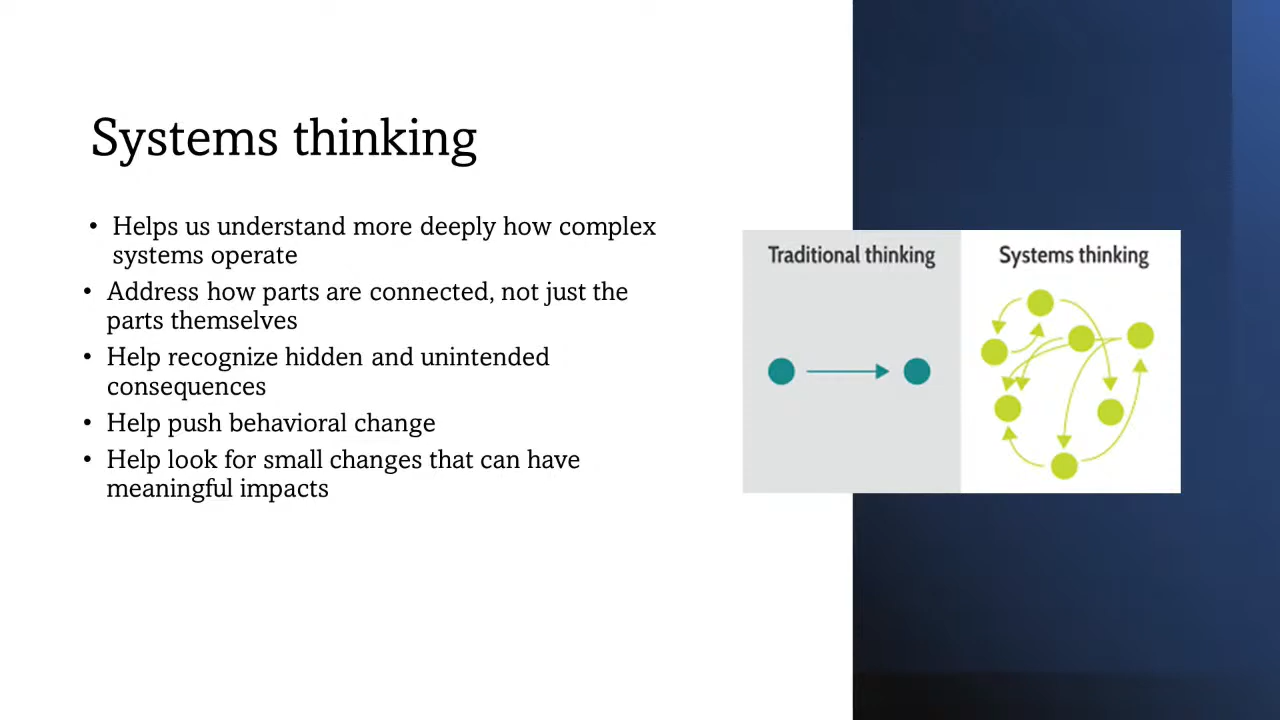 Systems thinking
• Helps us understand more deeply how complex
systems operate
• Address how parts are connected, not just the
parts themselves
• Help recognize hidden and unintended
consequences
• Help push behavioral change
• Help look for small changes that can have
meaningful impacts
Traditional thinking
Systems thinking